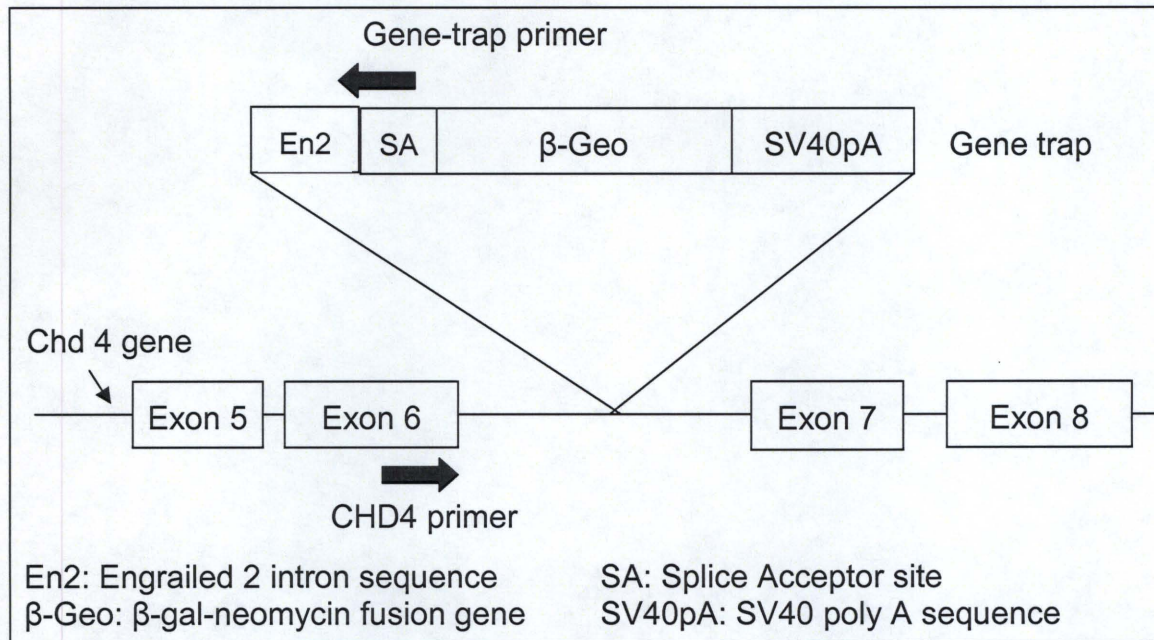 Gene-trap primer
En2 SA β-Geo SV40pA Gene trap
Chd 4 gene
Exon 5 Exon 6 Exon 7 Exon 8
CHD4 primer
En2: Engrailed 2 intron sequence SA: Splice Acceptor site
β-Geo: β-gal-neomycin fusion gene SV40pA: SV40 poly A sequence